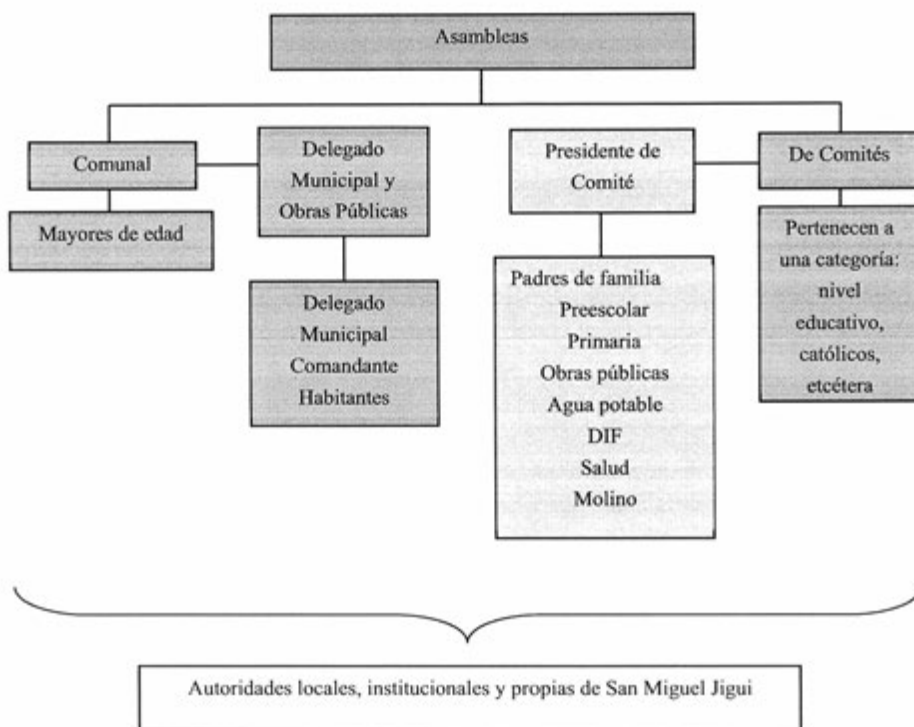 Asambleas
Comunal
Delegado
Municipal y
Obras Públicas
Presidente de
Comité
De Comités
Mayores de edad
Delegado
Municipal
Comandante
Habitantes
Padres de familia
Preescolar
Primaria
Obras públicas
Agua potable
DIF
Salud
Molino
Pertenecen a
una categoría:
nivel
educativo,
católicos,
etcétera
Autoridades locales, institucionales y propias de San Miguel Jigui